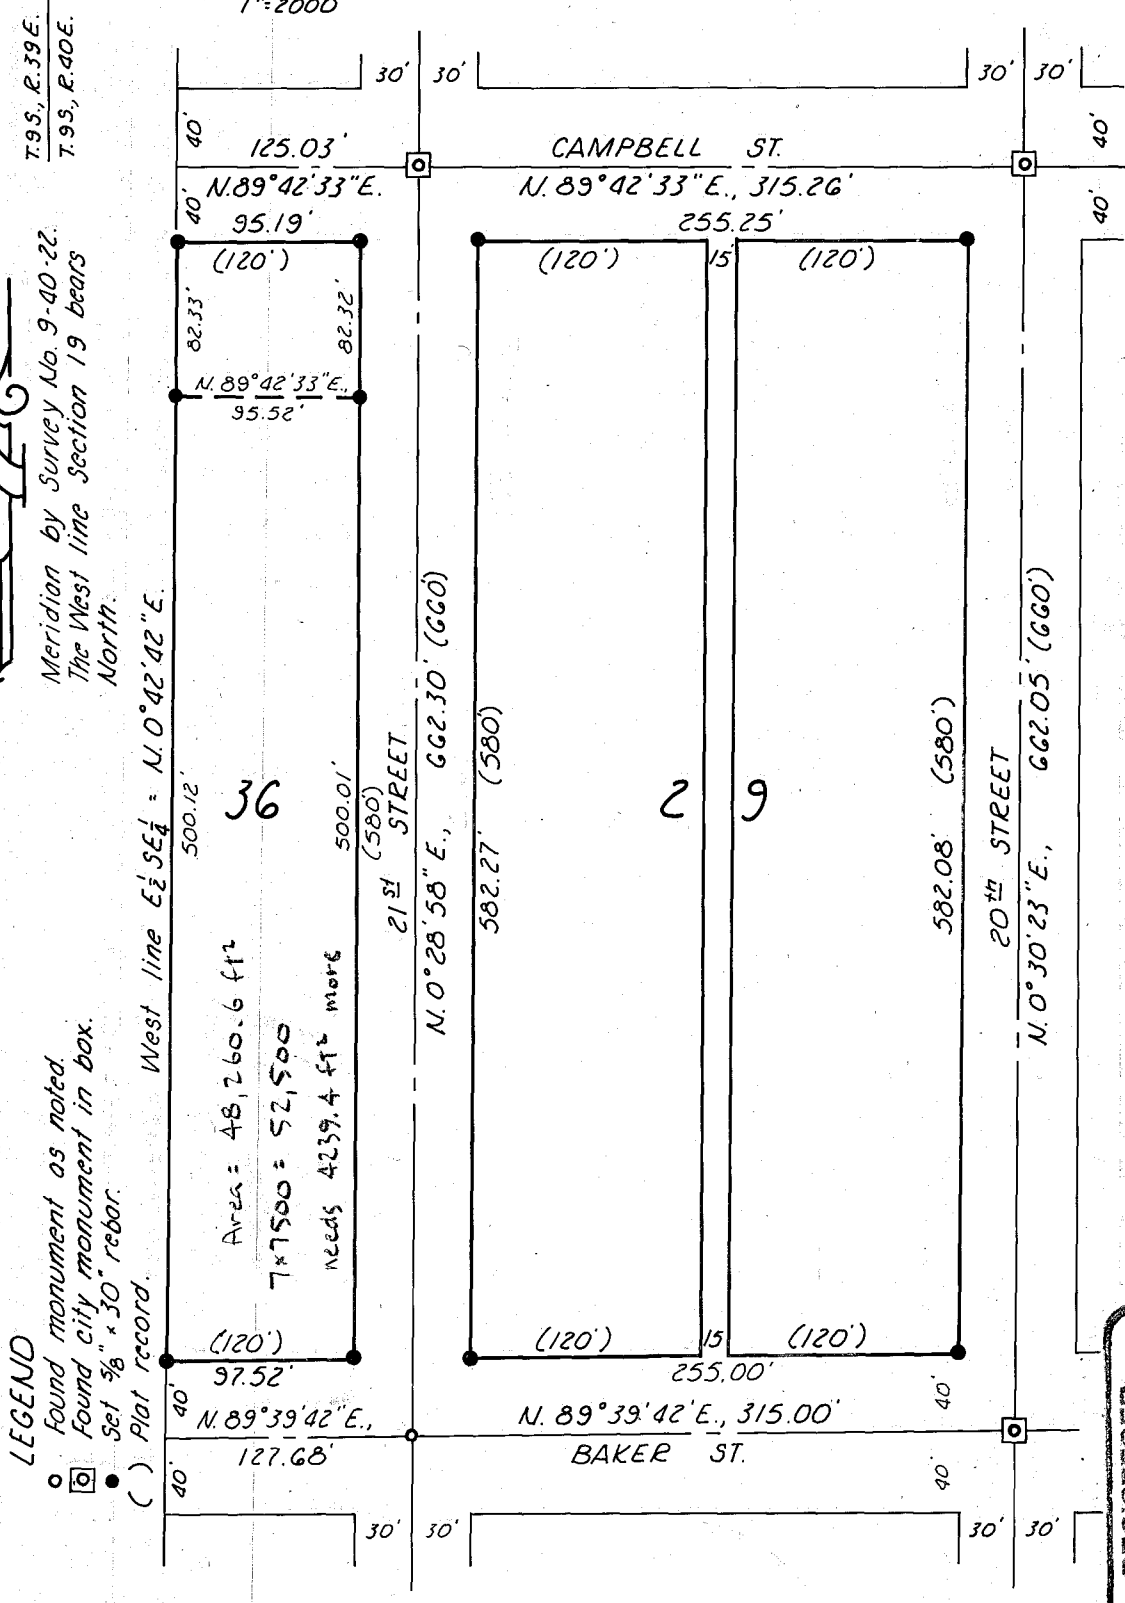 1"=2000'
T.9S., R.39E.
T.9S., R.40E.
30' 30' 30' 30'
40' 125.03' CAMPBELL ST. 40'
40' N.89°42'33"E. N. 89°42'33"E., 315.26' 40'
95.19' 255.25'
(120') (120') 15' (120')
82.33' 82.32'
N. 89°42'33"E.,
95.52'
Meridian by Survey No. 9-40-22.
The West line Section 19 bears
North.
West line E½ SE¼ = N.0°42'42"E.
500.12'
36
500.01'
(580')
21st STREET
N.0°28'58"E., 662.30' (660')
582.27' (580')
2 9
582.08' (580')
20th STREET
N.0°30'23"E., 662.05' (660')
Area = 48,260.6 ft²
7x7500 = 52,500
needs 4239.4 ft² more
(120') (120') 15' (120')
97.52' 255.00'
40' N. 89°39'42"E., N. 89°39'42"E., 315.00' 40'
40' 127.68' BAKER ST. 40'
30' 30' 30' 30'
LEGEND
Found monument as noted.
Found city monument in box.
Set 5/8" x 30" rebar.
( ) Plat record.